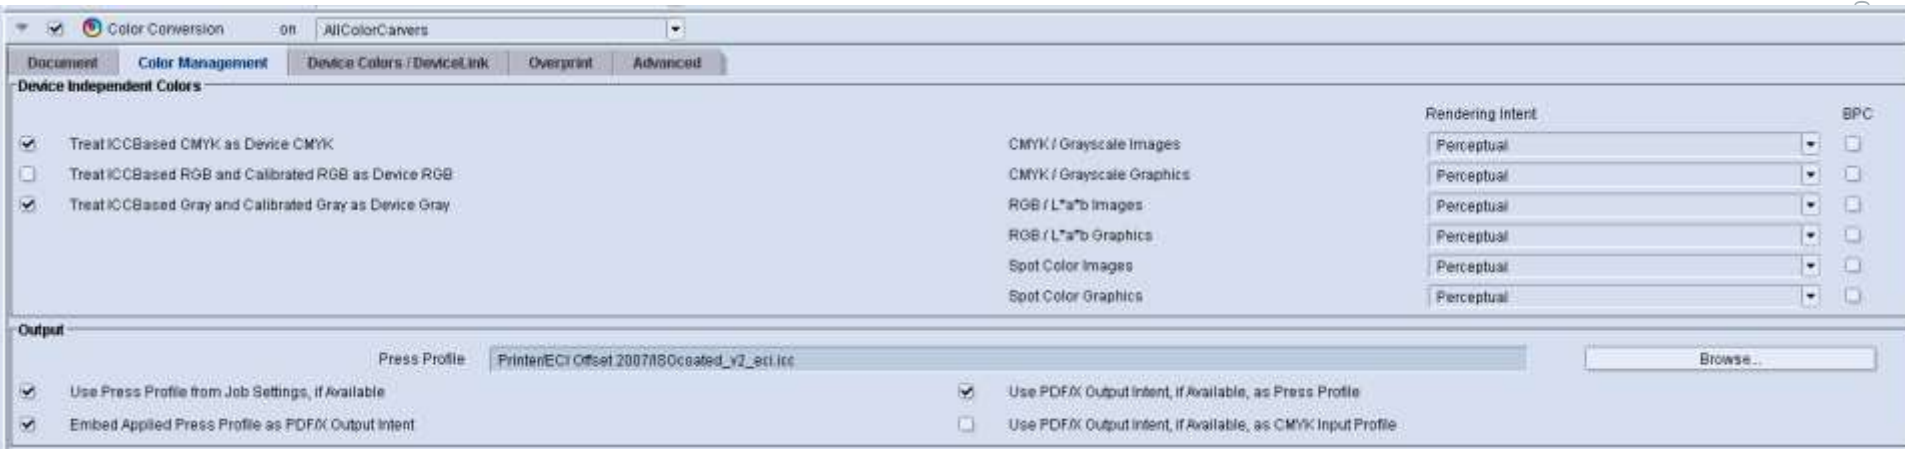 Color Conversion on AllColorCarvers
Document Color Management Device Colors / DeviceLink Overprint Advanced
Device Independent Colors
Rendering Intent BPC
Treat ICCBased CMYK as Device CMYK CMYK / Grayscale Images Perceptual
Treat ICCBased RGB and Calibrated RGB as Device RGB CMYK / Grayscale Graphics Perceptual
Treat ICCBased Gray and Calibrated Gray as Device Gray RGB / L*a*b Images Perceptual
RGB / L*a*b Graphics Perceptual
Spot Color Images Perceptual
Spot Color Graphics Perceptual
Output
Press Profile Printer/ECI Offset 2007/ISOcoated_v2_eci.icc Browse...
Use Press Profile from Job Settings, if Available Use PDF/X Output Intent, if Available, as Press Profile
Embed Applied Press Profile as PDF/X Output Intent Use PDF/X Output Intent, if Available, as CMYK Input Profile